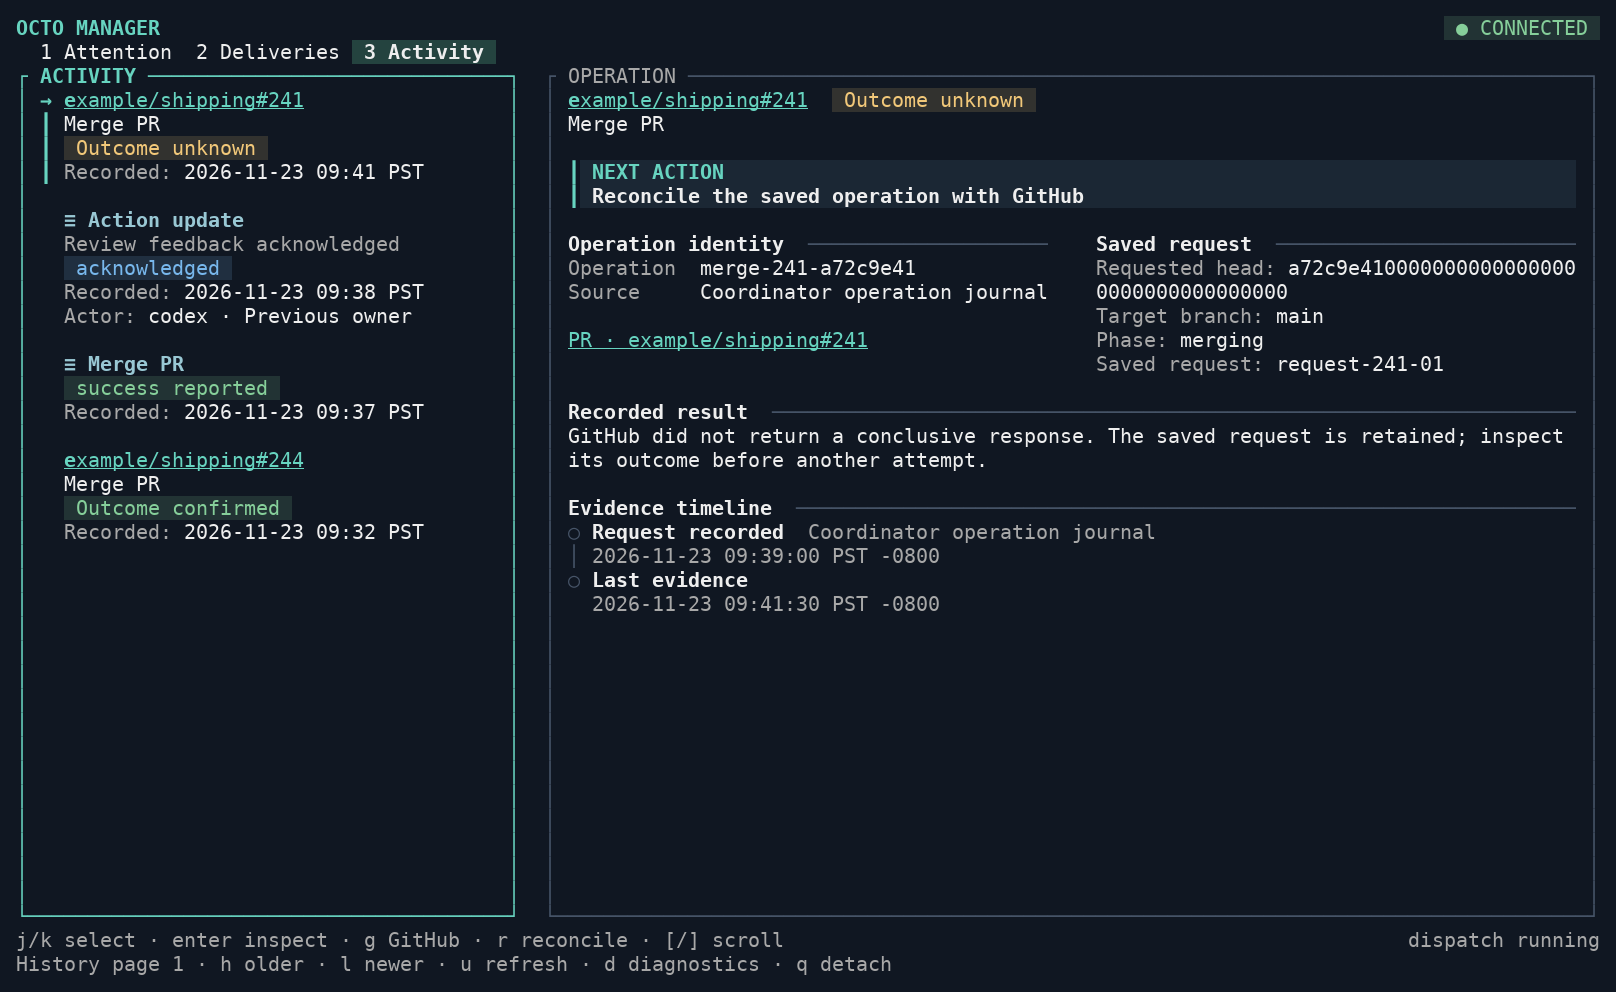 OCTO MANAGER
● CONNECTED
1 Attention 2 Deliveries 3 Activity
ACTIVITY
→ example/shipping#241
Merge PR
Outcome unknown
Recorded: 2026-11-23 09:41 PST
≡ Action update
Review feedback acknowledged
acknowledged
Recorded: 2026-11-23 09:38 PST
Actor: codex · Previous owner
≡ Merge PR
success reported
Recorded: 2026-11-23 09:37 PST
example/shipping#244
Merge PR
Outcome confirmed
Recorded: 2026-11-23 09:32 PST
OPERATION
example/shipping#241 Outcome unknown
Merge PR
NEXT ACTION
Reconcile the saved operation with GitHub
Operation identity
Operation merge-241-a72c9e41
Source Coordinator operation journal
PR · example/shipping#241
Saved request
Requested head: a72c9e410000000000000000
0000000000000000
Target branch: main
Phase: merging
Saved request: request-241-01
Recorded result
GitHub did not return a conclusive response. The saved request is retained; inspect
its outcome before another attempt.
Evidence timeline
○ Request recorded Coordinator operation journal
2026-11-23 09:39:00 PST -0800
○ Last evidence
2026-11-23 09:41:30 PST -0800
j/k select · enter inspect · g GitHub · r reconcile · [/] scroll
dispatch running
History page 1 · h older · l newer · u refresh · d diagnostics · q detach